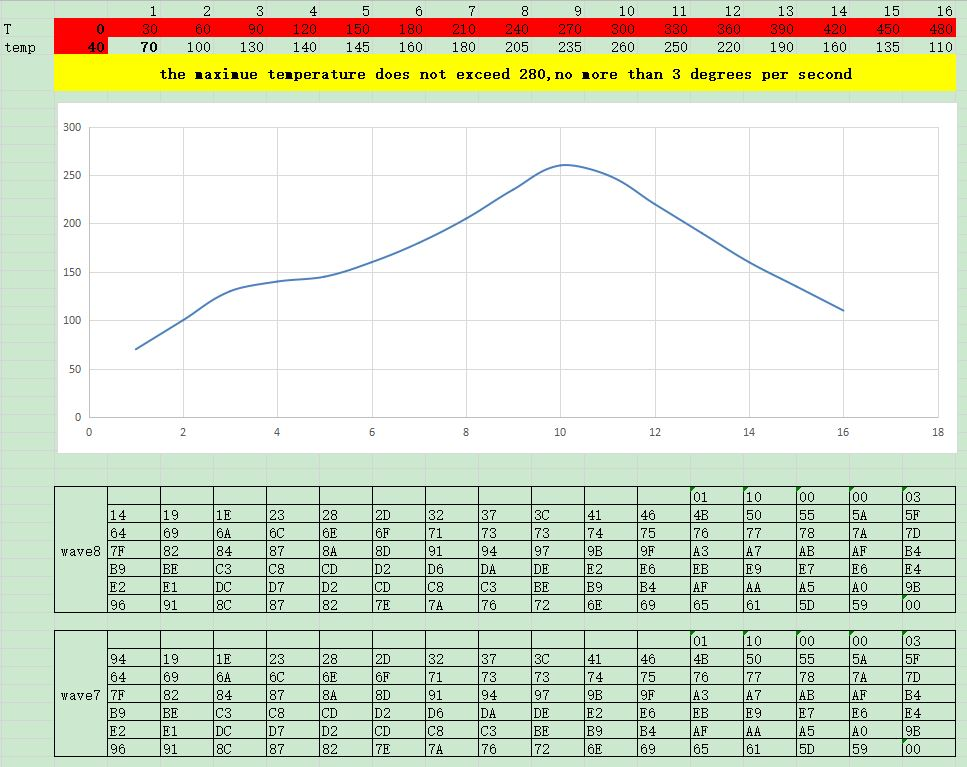 1 2 3 4 5 6 7 8 9 10 11 12 13 14 15 16
T 0 30 60 90 120 150 180 210 240 270 300 330 360 390 420 450 480
temp 40 70 100 130 140 145 160 180 205 235 260 250 220 190 160 135 110
the maximue temperature does not exceed 280,no more than 3 degrees per second
300
250
200
150
100
50
0
0 2 4 6 8 10 12 14 16 18
01 10 00 00 03
14 19 1E 23 28 2D 32 37 3C 41 46 4B 50 55 5A 5F
64 69 6A 6C 6E 6F 71 73 73 74 75 76 77 78 7A 7D
wave8 7F 82 84 87 8A 8D 91 94 97 9B 9F A3 A7 AB AF B4
B9 BE C3 C8 CD D2 D6 DA DE E2 E6 EB E9 E7 E6 E4
E2 E1 DC D7 D2 CD C8 C3 BE B9 B4 AF AA A5 A0 9B
96 91 8C 87 82 7E 7A 76 72 6E 69 65 61 5D 59 00
01 10 00 00 03
94 19 1E 23 28 2D 32 37 3C 41 46 4B 50 55 5A 5F
64 69 6A 6C 6E 6F 71 73 73 74 75 76 77 78 7A 7D
wave7 7F 82 84 87 8A 8D 91 94 97 9B 9F A3 A7 AB AF B4
B9 BE C3 C8 CD D2 D6 DA DE E2 E6 EB E9 E7 E6 E4
E2 E1 DC D7 D2 CD C8 C3 BE B9 B4 AF AA A5 A0 9B
96 91 8C 87 82 7E 7A 76 72 6E 69 65 61 5D 59 00